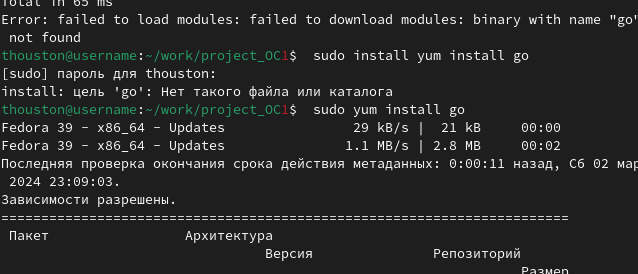 Total in 65 ms
Error: failed to load modules: failed to download modules: binary with name "go"
not found
thouston@username:~/work/project_OC1$  sudo install yum install go
[sudo] пароль для thouston:
install: цель 'go': Нет такого файла или каталога
thouston@username:~/work/project_OC1$  sudo yum install go
Fedora 39 - x86_64 - Updates                29 kB/s |  21 kB     00:00
Fedora 39 - x86_64 - Updates               1.1 MB/s | 2.8 MB     00:02
Последняя проверка окончания срока действия метаданных: 0:00:11 назад, Сб 02 мар
2024 23:09:03.
Зависимости разрешены.
========================================================================
Пакет                 Архитектура
Версия               Репозиторий
Размер